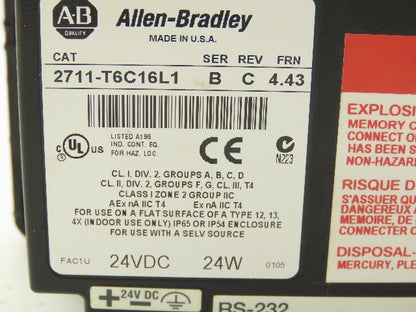 AB
QUALITY
Allen-Bradley
MADE IN U.S.A.
CAT SER REV FRN
2711-T6C16L1 B C 4.43
LISTED A196
IND. CONT. EQ.
FOR HAZ. LOC.
C UL US
CE
N223
CL I, DIV. 2, GROUPS A, B, C, D
CL. II, DIV. 2, GROUPS F, G, CL. III, T4
CLASS I ZONE 2 GROUP IIC
AEx nA IIC T4 Ex nA IIC T4
FOR USE ON A FLAT SURFACE OF A TYPE 12, 13,
4X (INDOOR USE ONLY) IP65 OR IP54 ENCLOSURE
FOR USE WITH A SELV SOURCE
FAC1U 24VDC 24W 0105
+ 24V DC
RS-232
EXPLOSI
MEMORY C
CONNECT O
HAS BEEN S
NON-HAZAR
RISQUE D
S'ASSUER QU
DANGEREUX A
MEMOIRE, DE
CONNECTER C
DISPOSAL-
MERCURY, PLE